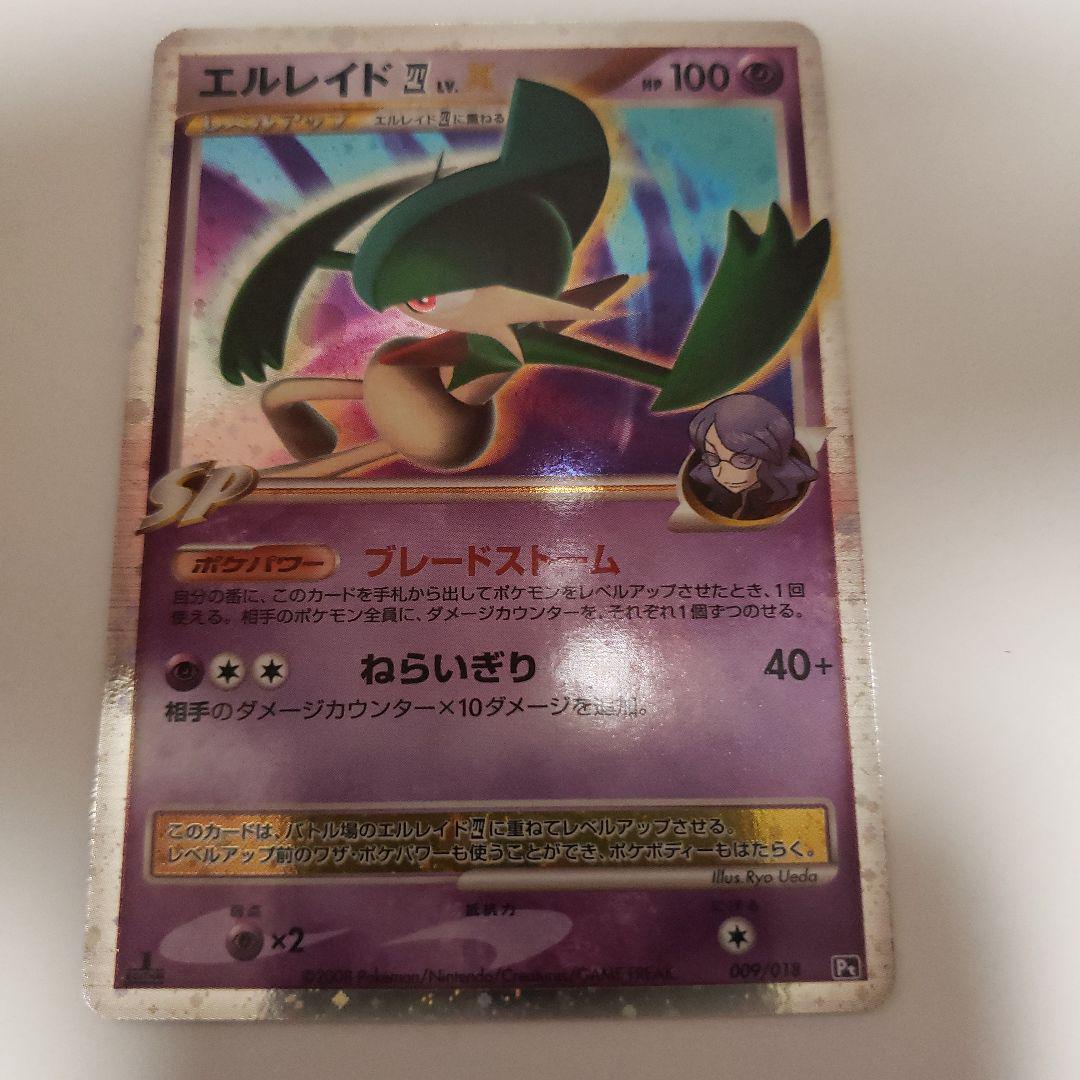 エルレイド四 LV.X HP 100
レベルアップ エルレイド四に重ねる
SP
ポケパワー ブレードストーム
自分の番に、このカードを手札から出してポケモンをレベルアップさせたとき、1回
使える。相手のポケモン全員に、ダメージカウンターを、それぞれ1個ずつのせる。
ねらいぎり 40+
相手のダメージカウンター×10ダメージを追加。
このカードは、バトル場のエルレイド四に重ねてレベルアップさせる。
レベルアップ前のワザ・ポケパワーも使うことができ、ポケボディーもはたらく。
Illus. Ryo Ueda
弱点 抵抗力 にげる
×2
©2008 Pokémon/Nintendo/Creatures/GAME FREAK. 009/018 Pt
1